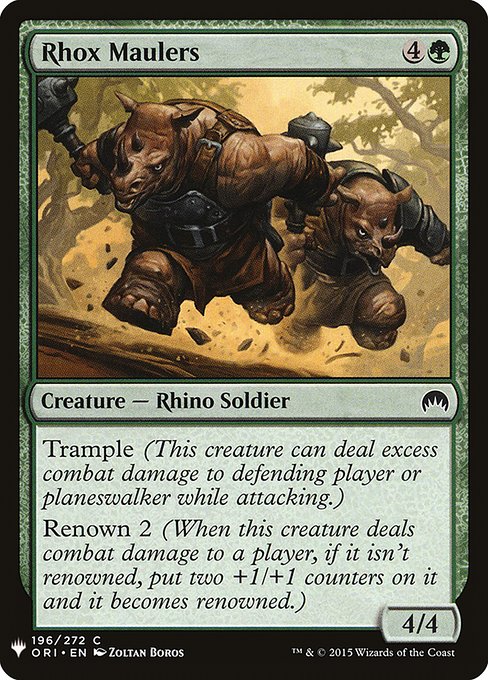 Rhox Maulers 4
Creature — Rhino Soldier
Trample (This creature can deal excess
combat damage to defending player or
planeswalker while attacking.)
Renown 2 (When this creature deals
combat damage to a player, if it isn't
renowned, put two +1/+1 counters on it
and it becomes renowned.)
4/4
196/272 C
ORI • EN Zoltan Boros
™ & © 2015 Wizards of the Coast